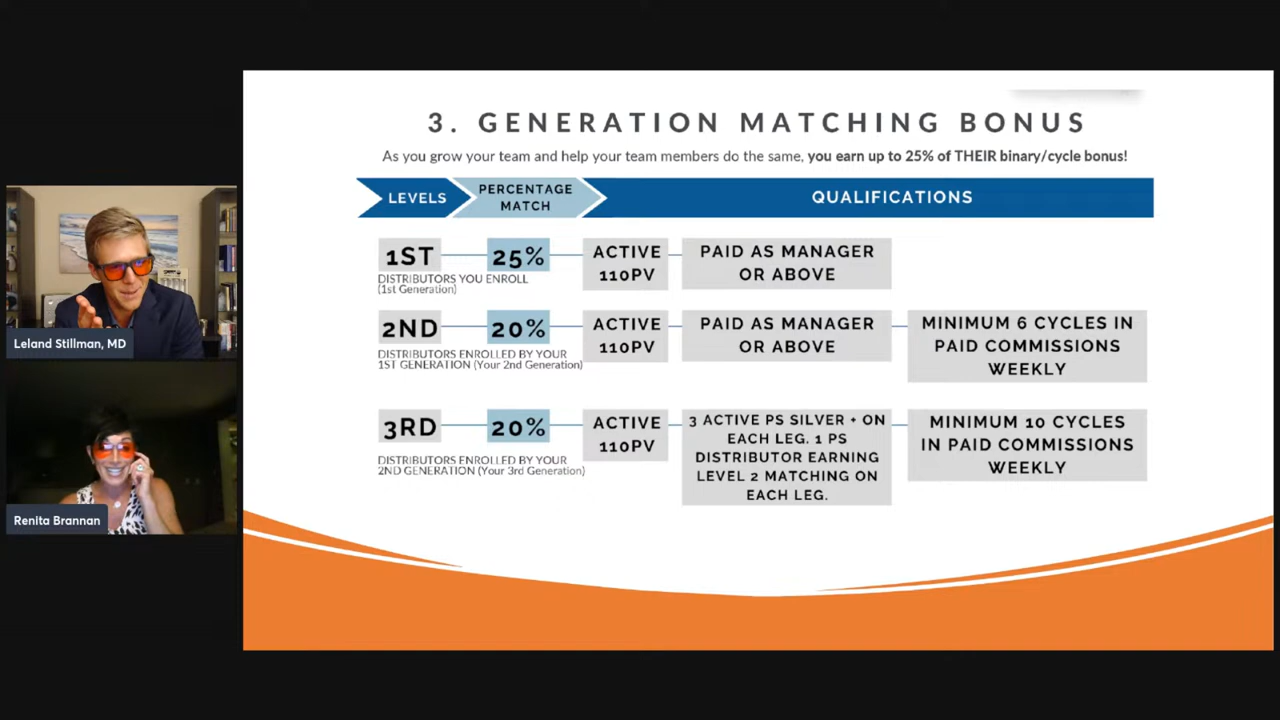 3. GENERATION MATCHING BONUS
As you grow your team and help your team members do the same, you earn up to 25% of THEIR binary/cycle bonus!
LEVELS
PERCENTAGE
MATCH
QUALIFICATIONS
1ST
25%
ACTIVE
110PV
PAID AS MANAGER
OR ABOVE
DISTRIBUTORS YOU ENROLL
(1st Generation)
2ND
20%
ACTIVE
110PV
PAID AS MANAGER
OR ABOVE
MINIMUM 6 CYCLES IN
PAID COMMISSIONS
WEEKLY
DISTRIBUTORS ENROLLED BY YOUR
1ST GENERATION (Your 2nd Generation)
3RD
20%
ACTIVE
110PV
3 ACTIVE PS SILVER + ON
EACH LEG. 1 PS
DISTRIBUTOR EARNING
LEVEL 2 MATCHING ON
EACH LEG.
MINIMUM 10 CYCLES
IN PAID COMMISSIONS
WEEKLY
DISTRIBUTORS ENROLLED BY YOUR
2ND GENERATION (Your 3rd Generation)
Leland Stillman, MD
Renita Brannan